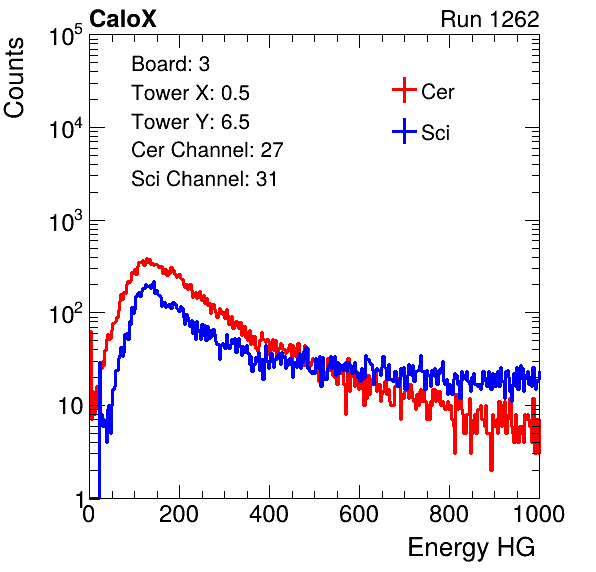 CaloX Run 1262
Counts
Board: 3
Tower X: 0.5
Tower Y: 6.5
Cer Channel: 27
Sci Channel: 31
Cer
Sci
10^5
10^4
10^3
10^2
10
1
0 200 400 600 800 1000
Energy HG